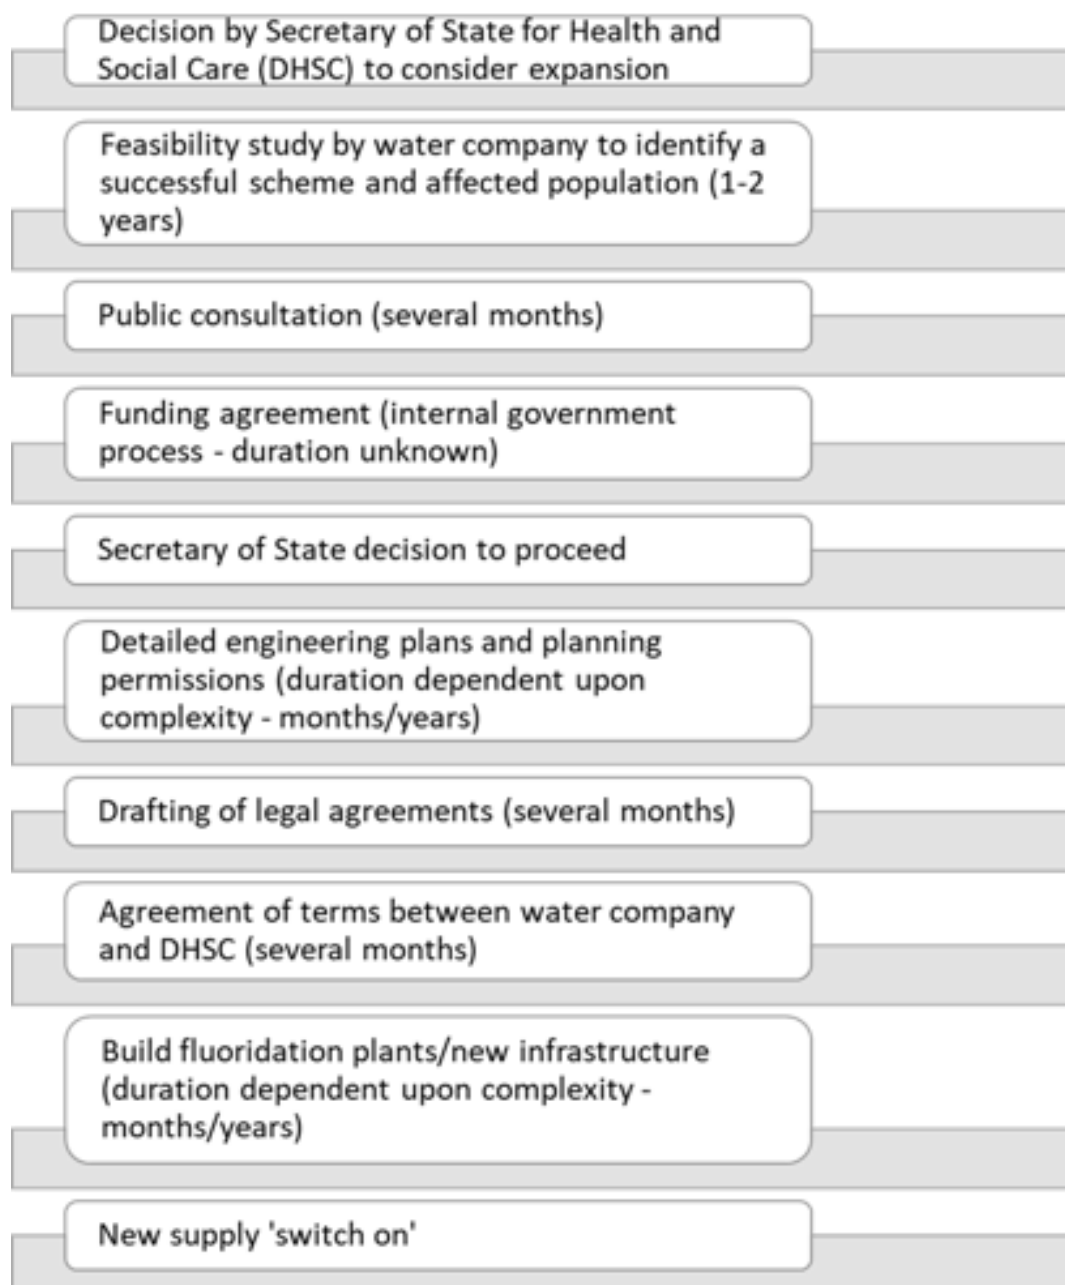 Decision by Secretary of State for Health and
Social Care (DHSC) to consider expansion
Feasibility study by water company to identify a
successful scheme and affected population (1-2
years)
Public consultation (several months)
Funding agreement (internal government
process - duration unknown)
Secretary of State decision to proceed
Detailed engineering plans and planning
permissions (duration dependent upon
complexity - months/years)
Drafting of legal agreements (several months)
Agreement of terms between water company
and DHSC (several months)
Build fluoridation plants/new infrastructure
(duration dependent upon complexity -
months/years)
New supply 'switch on'